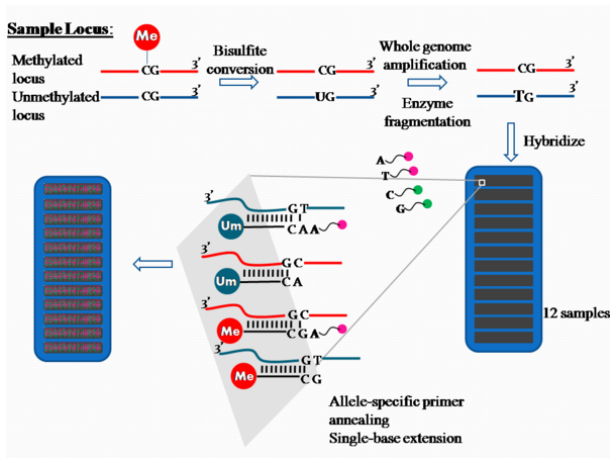 Sample Locus:
Me
Methylated locus
CG
3'
Unmethylated locus
CG
3'
Bisulfite conversion
CG
3'
UG
3'
Whole genome amplification
Enzyme fragmentation
CG
3'
TG
3'
Hybridize
A
T
C
G
3'
GT
Um
CAA
3'
GC
Um
CA
3'
GC
Me
CGA
3'
GT
Me
CG
12 samples
Allele-specific primer annealing
Single-base extension